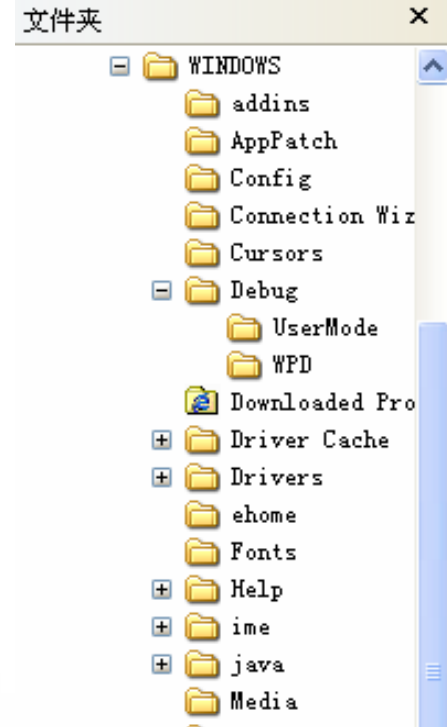 文件夹
WINDOWS
addins
AppPatch
Config
Connection Wiz
Cursors
Debug
UserMode
WPD
Downloaded Pro
Driver Cache
Drivers
ehome
Fonts
Help
ime
java
Media